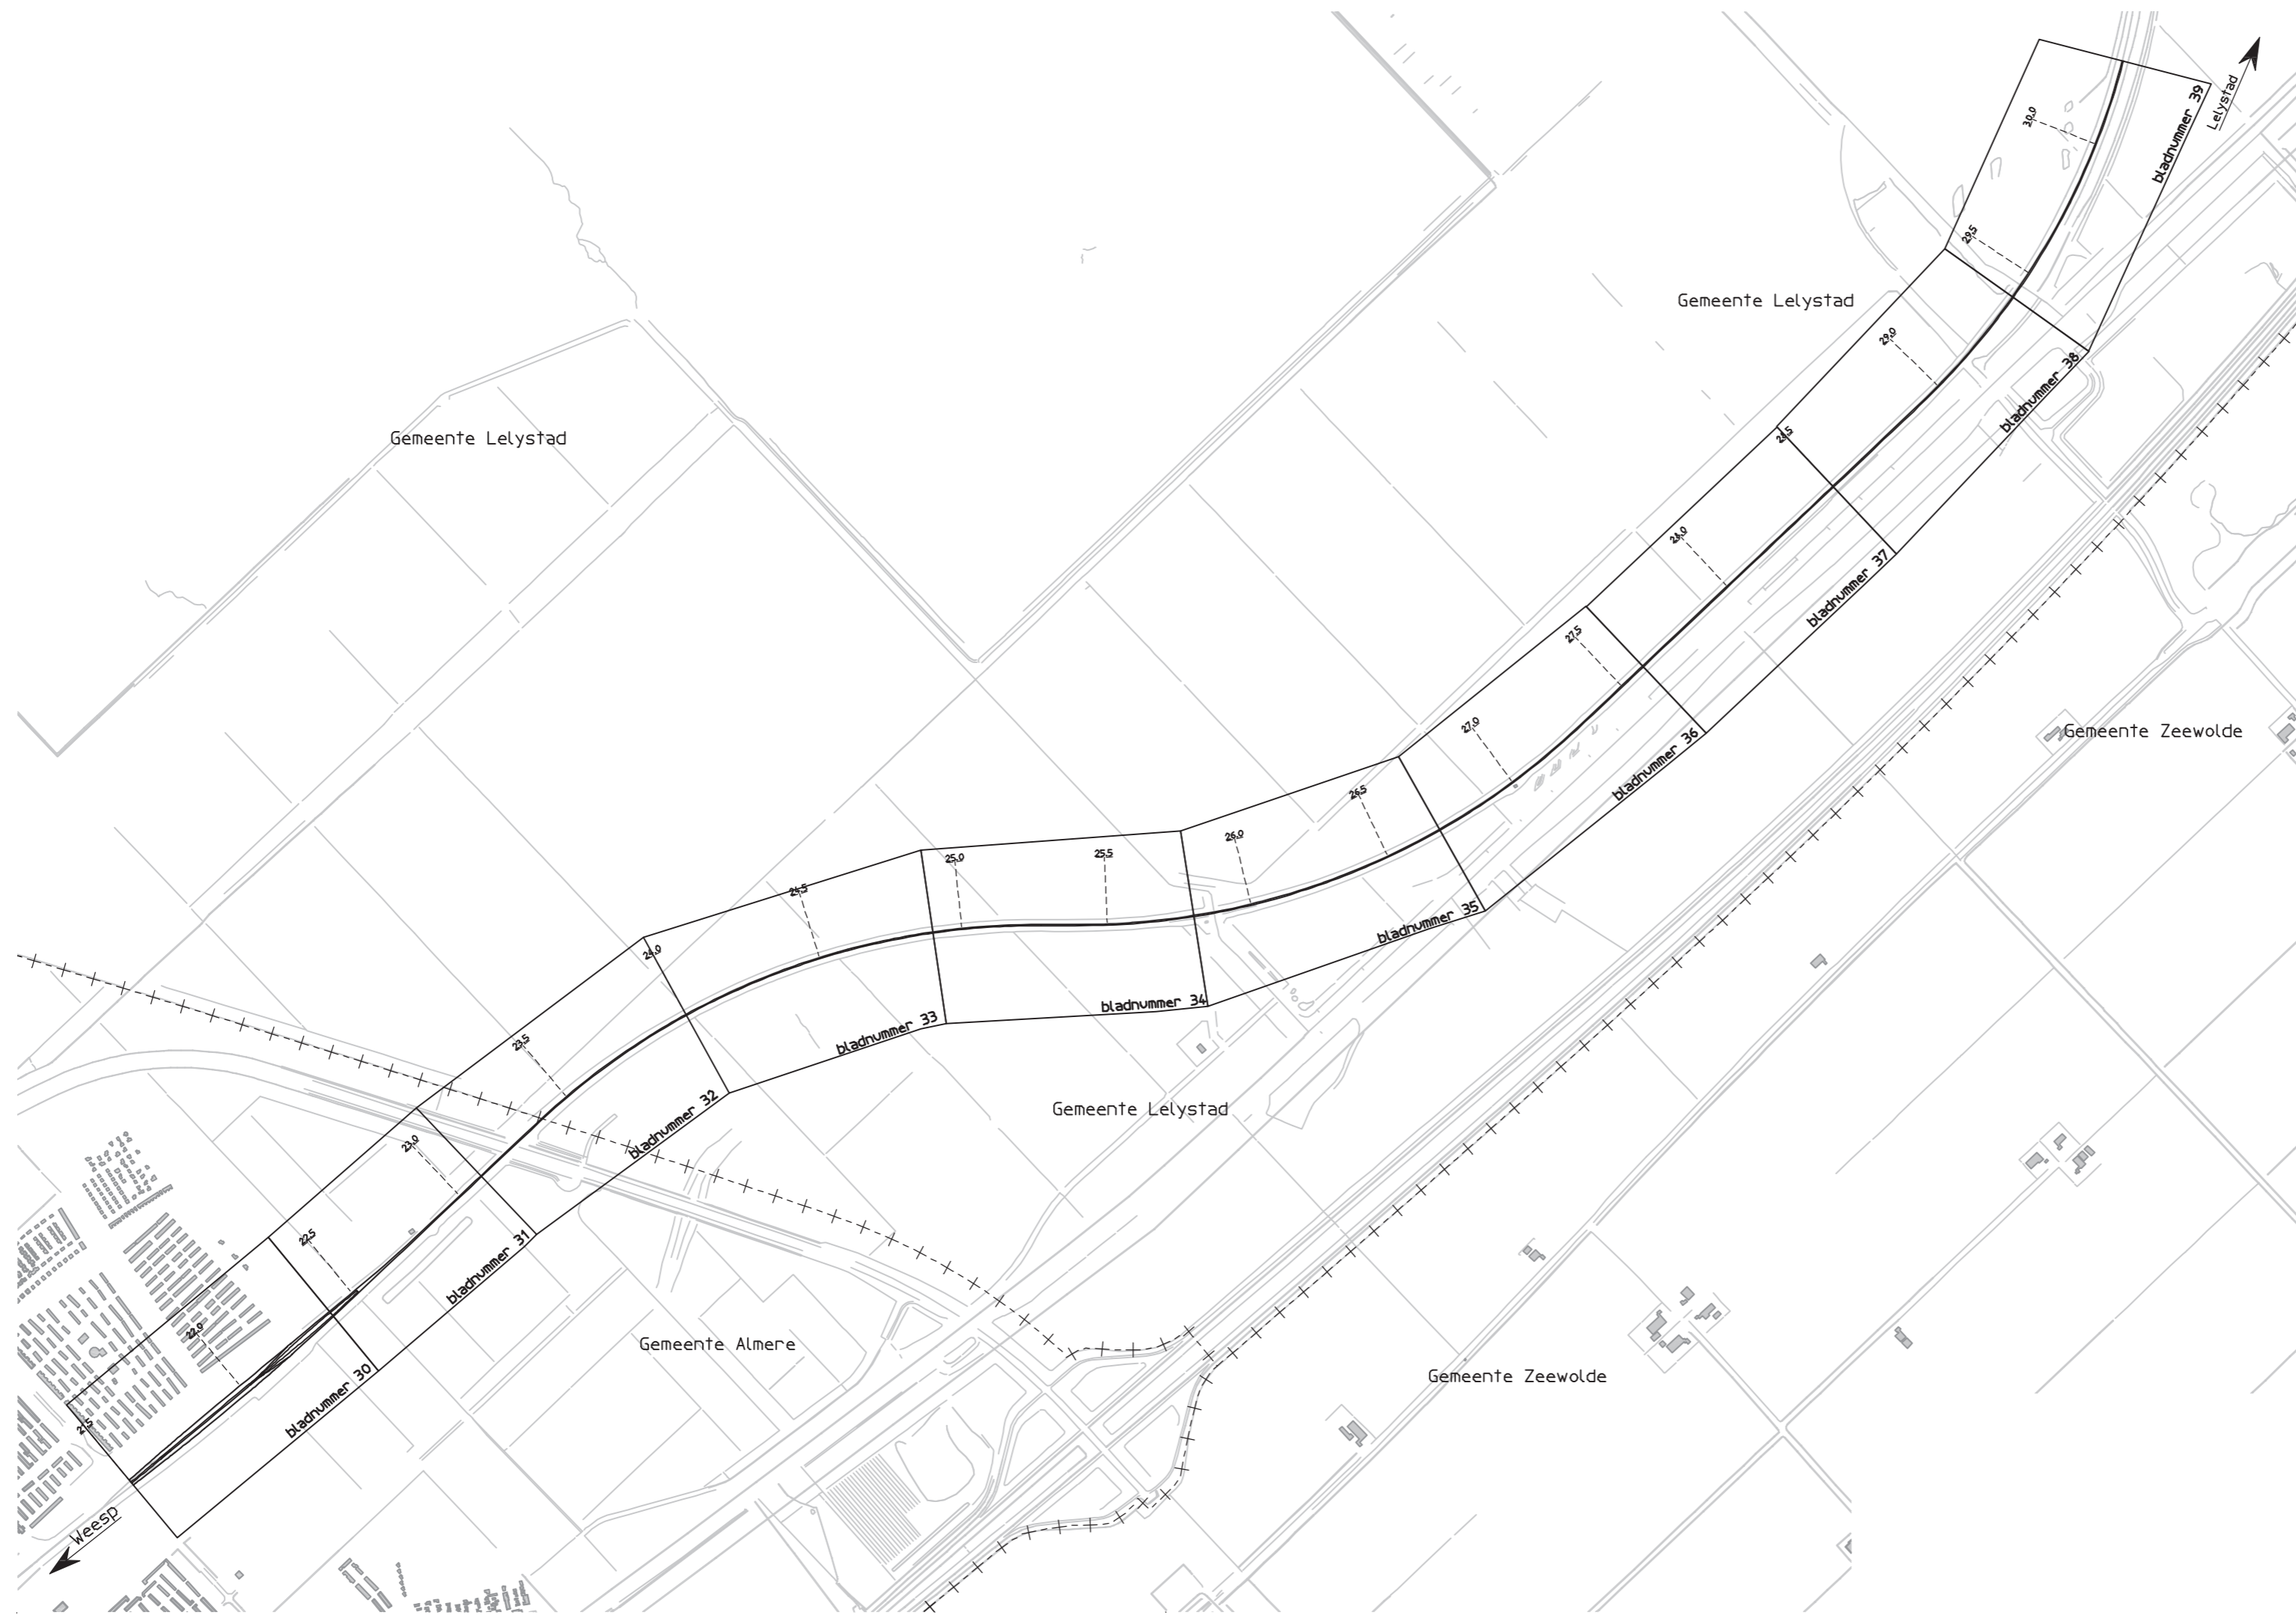 Lelystad
bladnummer 39
30.0
29.5
Gemeente Lelystad
29.0
bladnummer 38
28.5
Gemeente Lelystad
28.0
bladnummer 37
27.5
27.0
Gemeente Zeewolde
bladnummer 36
26.5
26.0
25.5
25.0
24.5
bladnummer 35
24.0
bladnummer 34
bladnummer 33
23.5
Gemeente Lelystad
bladnummer 32
23.0
22.5
bladnummer 31
22.0
Gemeente Almere
Gemeente Zeewolde
bladnummer 30
21.5
Weesp